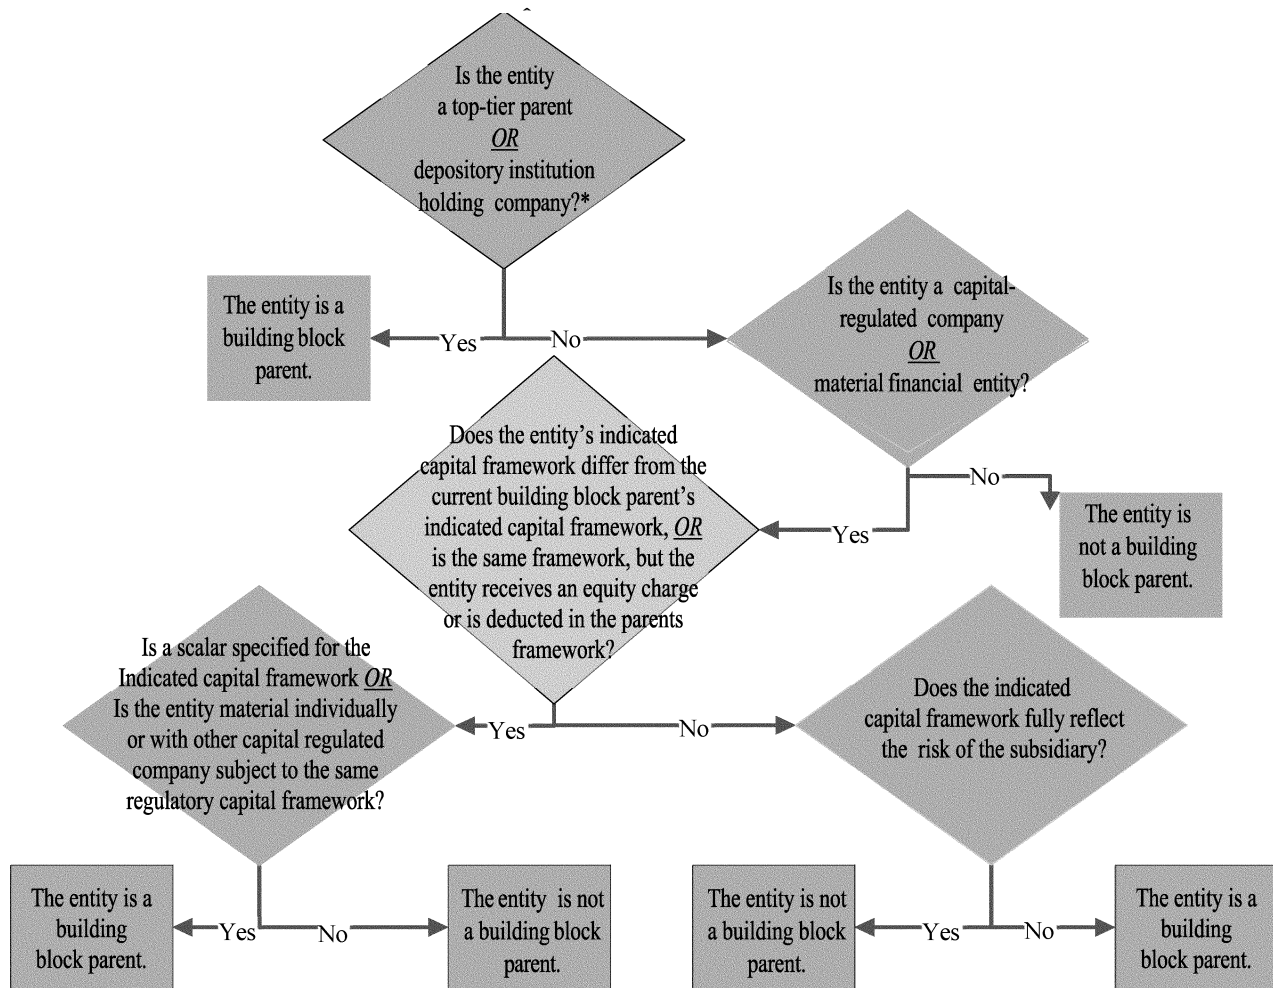 Is the entity
a top-tier parent
OR
depository institution
holding company?*
The entity is a
building block
parent.
Yes
No
Is the entity a capital-
regulated company
OR
material financial entity?
Does the entity's indicated
capital framework differ from the
current building block parent's
indicated capital framework, OR
is the same framework, but the
entity receives an equity charge
or is deducted in the parents
framework?
Yes
No
The entity is
not a building
block parent.
Is a scalar specified for the
Indicated capital framework OR
Is the entity material individually
or with other capital regulated
company subject to the same
regulatory capital framework?
Yes
No
Does the indicated
capital framework fully reflect
the risk of the subsidiary?
The entity is a
building
block parent.
Yes
No
The entity is not
a building block
parent.
The entity is not
a building block
parent.
Yes
No
The entity is a
building
block parent.